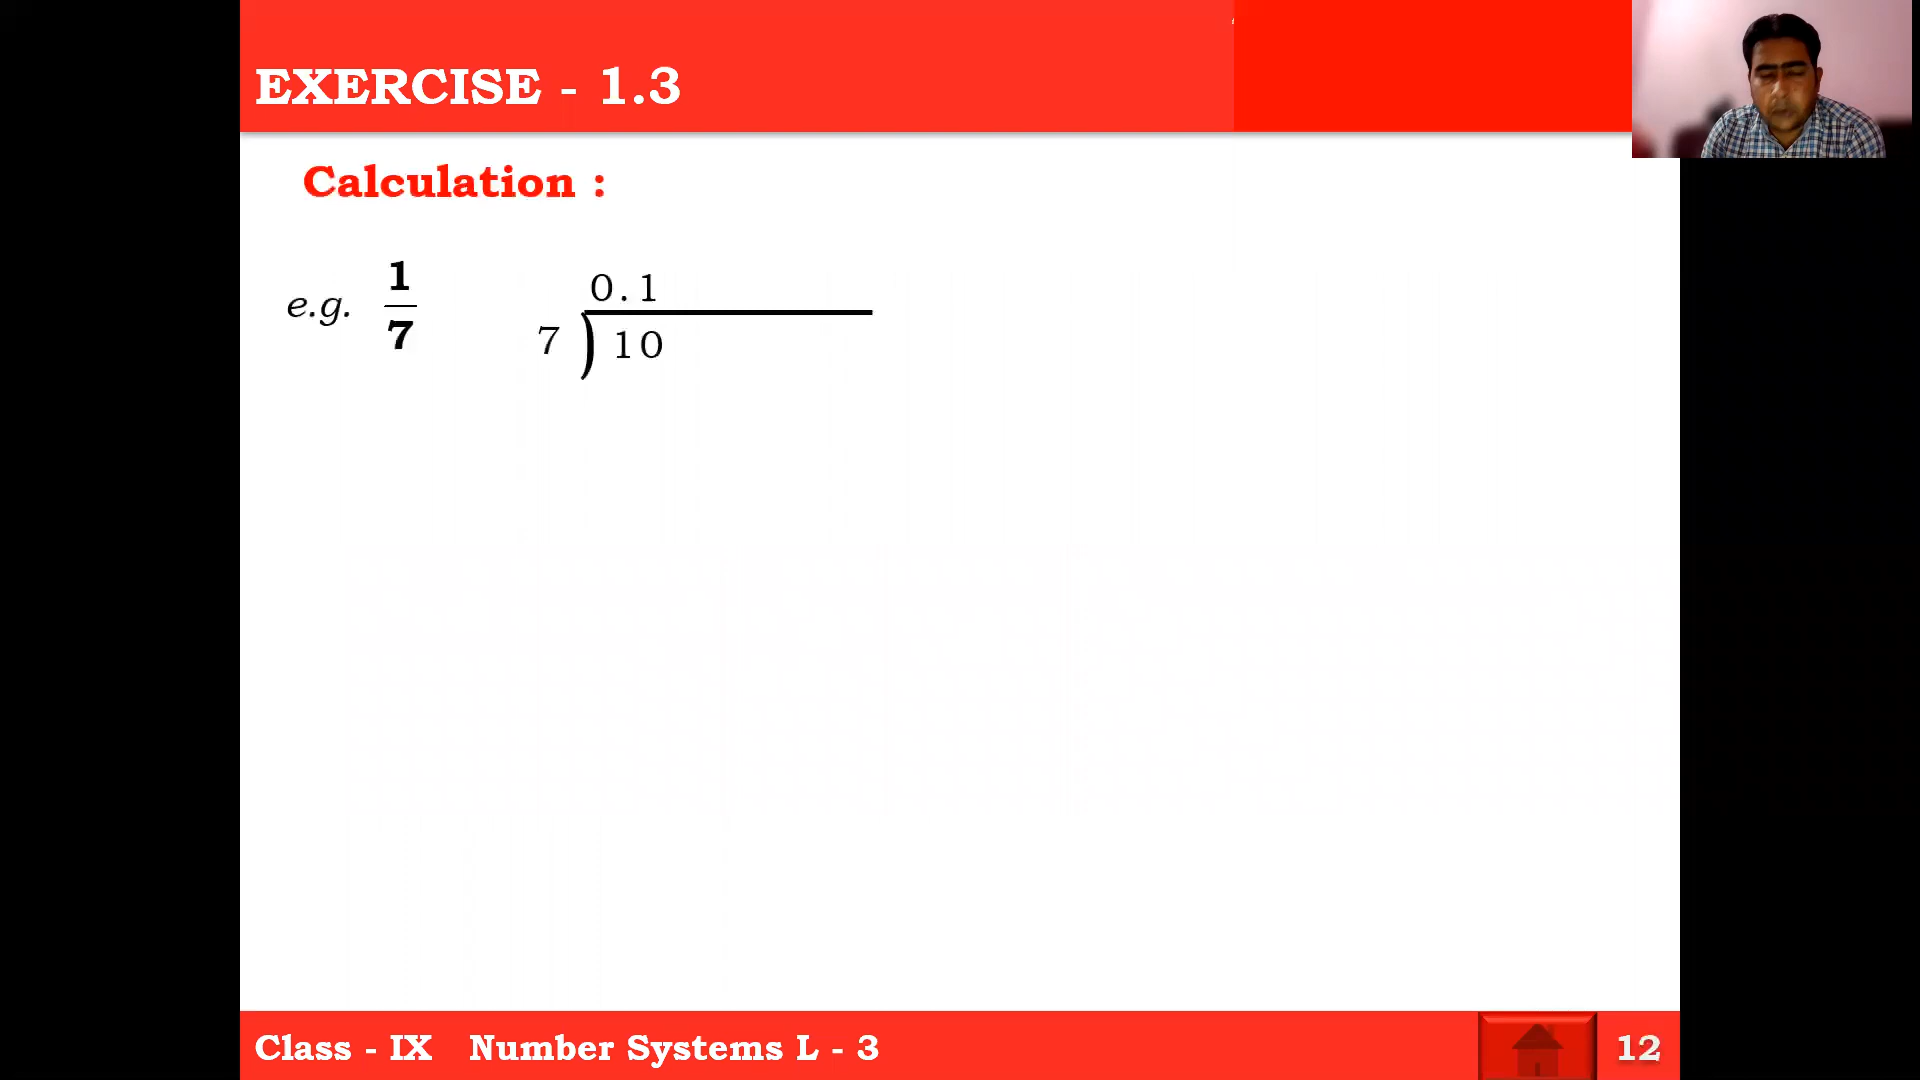 EXERCISE - 1.3
Calculation :
e.g. 1/7
0.1
7 ) 10
Class - IX Number Systems L - 3
12